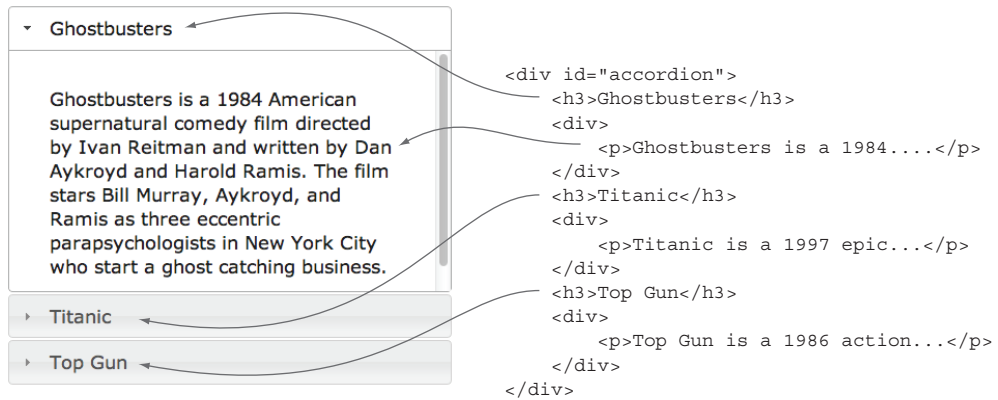 Ghostbusters
Ghostbusters is a 1984 American
supernatural comedy film directed
by Ivan Reitman and written by Dan
Aykroyd and Harold Ramis. The film
stars Bill Murray, Aykroyd, and
Ramis as three eccentric
parapsychologists in New York City
who start a ghost catching business.
Titanic
Top Gun
<div id="accordion">
<h3>Ghostbusters</h3>
<div>
<p>Ghostbusters is a 1984....</p>
</div>
<h3>Titanic</h3>
<div>
<p>Titanic is a 1997 epic...</p>
</div>
<h3>Top Gun</h3>
<div>
<p>Top Gun is a 1986 action...</p>
</div>
</div>